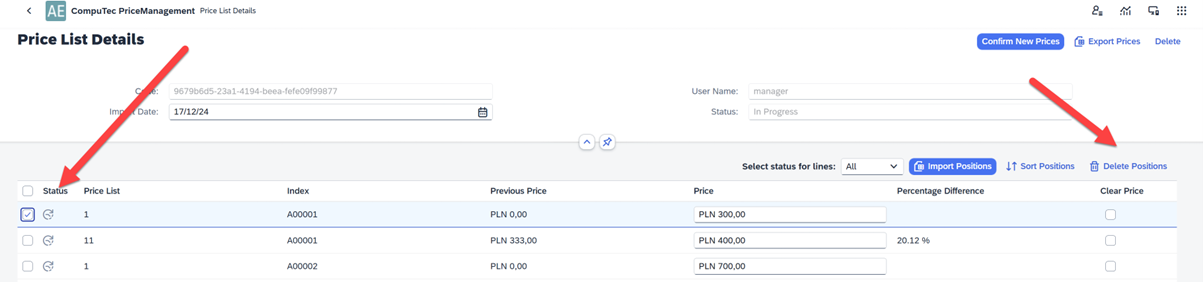 AE CompuTec PriceManagement Price List Details
Price List Details
Confirm New Prices Export Prices Delete
9679b6d5-23a1-4194-beea-fefe09f99877 User Name: manager
Date: 17/12/24 Status: In Progress
Select status for lines: All Import Positions Sort Positions Delete Positions
Status Price List Index Previous Price Price Percentage Difference Clear Price
1 A00001 PLN 0,00 PLN 300,00
11 A00001 PLN 333,00 PLN 400,00 20.12 %
1 A00002 PLN 0,00 PLN 700,00